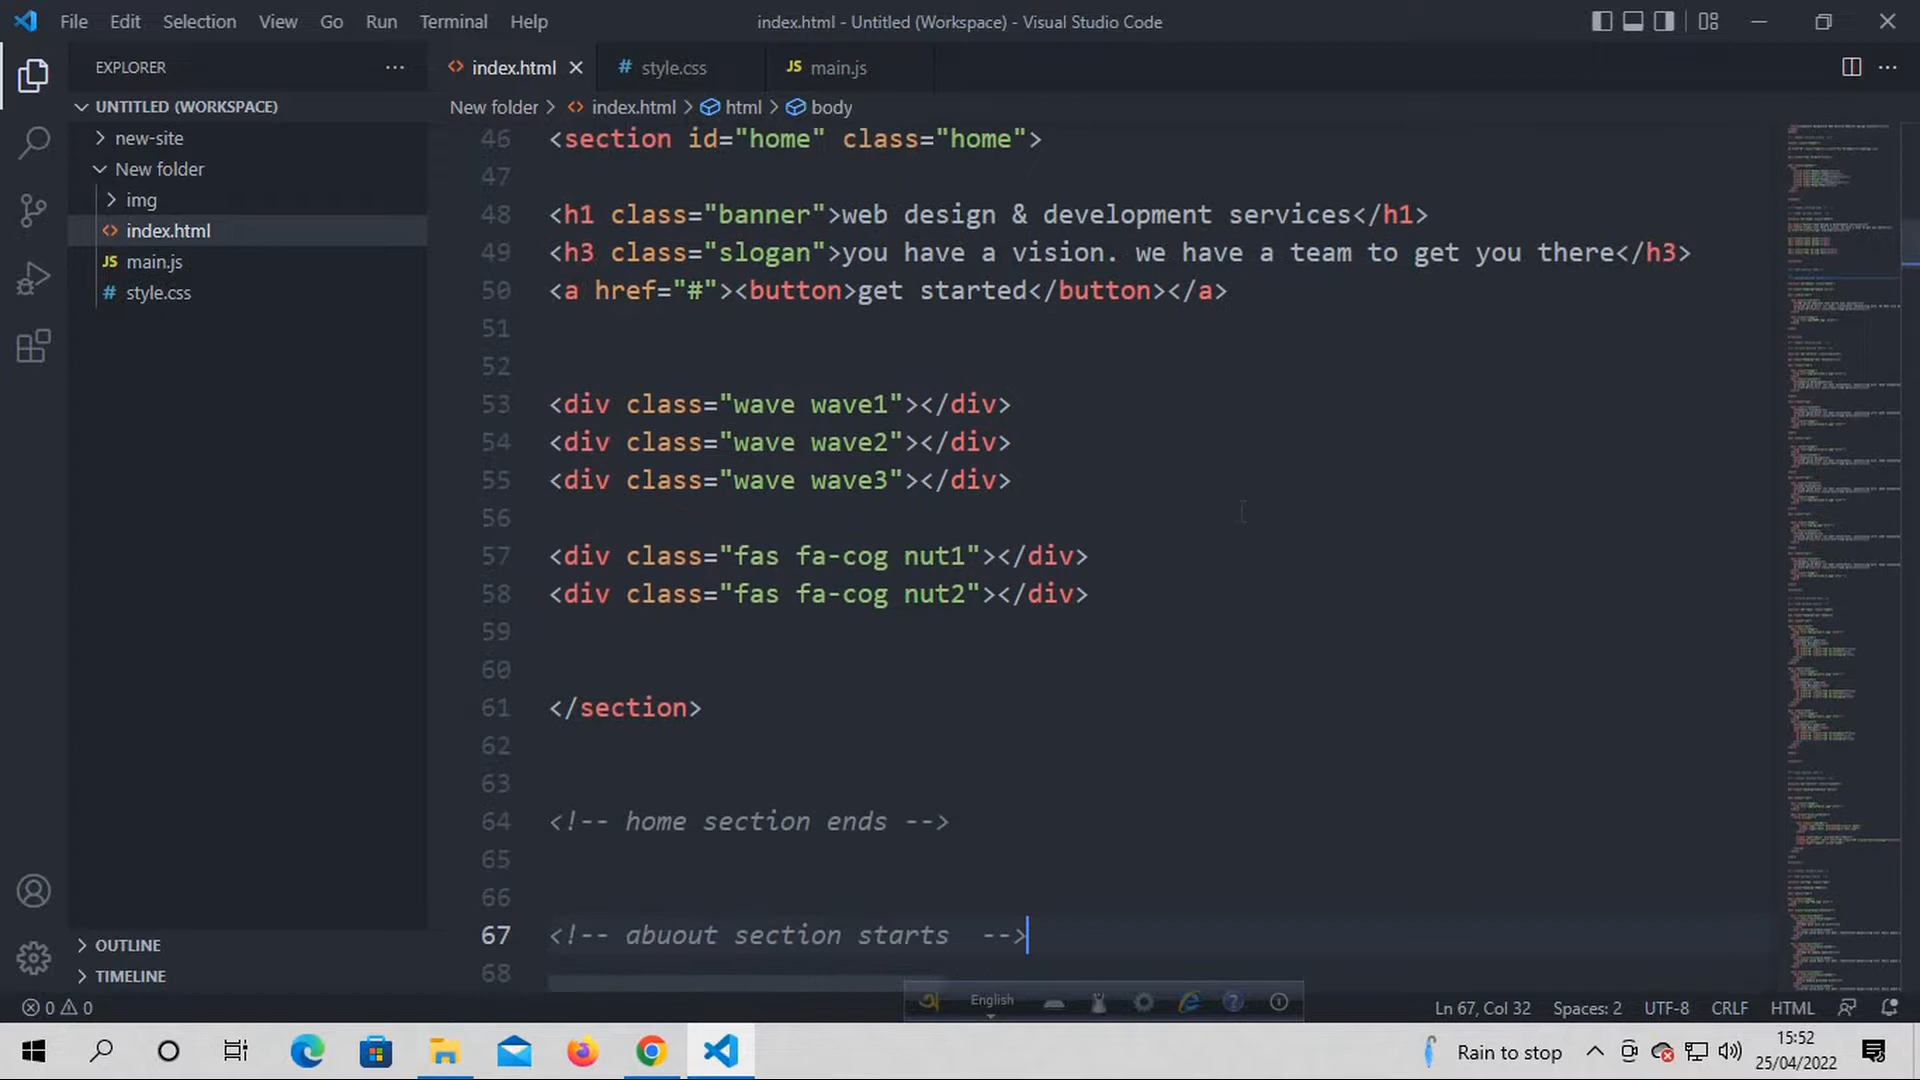 File Edit Selection View Go Run Terminal Help index.html - Untitled (Workspace) - Visual Studio Code
EXPLORER
UNTITLED (WORKSPACE)
new-site
New folder
img
index.html
main.js
style.css
OUTLINE
TIMELINE
index.html style.css main.js
New folder > index.html > html > body
46 <section id="home" class="home">
47
48 <h1 class="banner">web design & development services</h1>
49 <h3 class="slogan">you have a vision. we have a team to get you there</h3>
50 <a href="#"><button>get started</button></a>
51
52
53 <div class="wave wave1"></div>
54 <div class="wave wave2"></div>
55 <div class="wave wave3"></div>
56
57 <div class="fas fa-cog nut1"></div>
58 <div class="fas fa-cog nut2"></div>
59
60
61 </section>
62
63
64 <!-- home section ends -->
65
66
67 <!-- abuout section starts  -->
68
English
0 0 Ln 67, Col 32 Spaces: 2 UTF-8 CRLF HTML
Rain to stop 15:52
25/04/2022